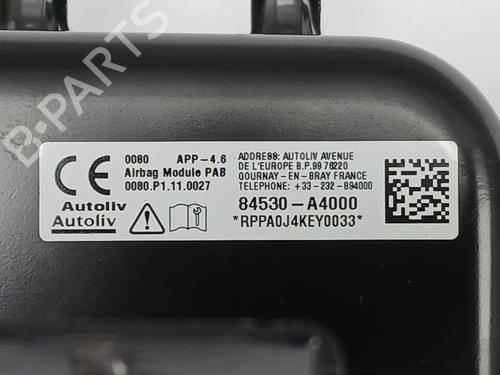 0080 APP-4.6
Airbag Module PAB
0080.P1.11.0027
ADDRESS: AUTOLIV AVENUE
DE L'EUROPE B.P.99 76220
GOURNAY-EN-BRAY FRANCE
TELEPHONE: +33-232-894000
CE
Autoliv
Autoliv
84530-A4000
*RPPA0J4KEY0033*
B-PARTS